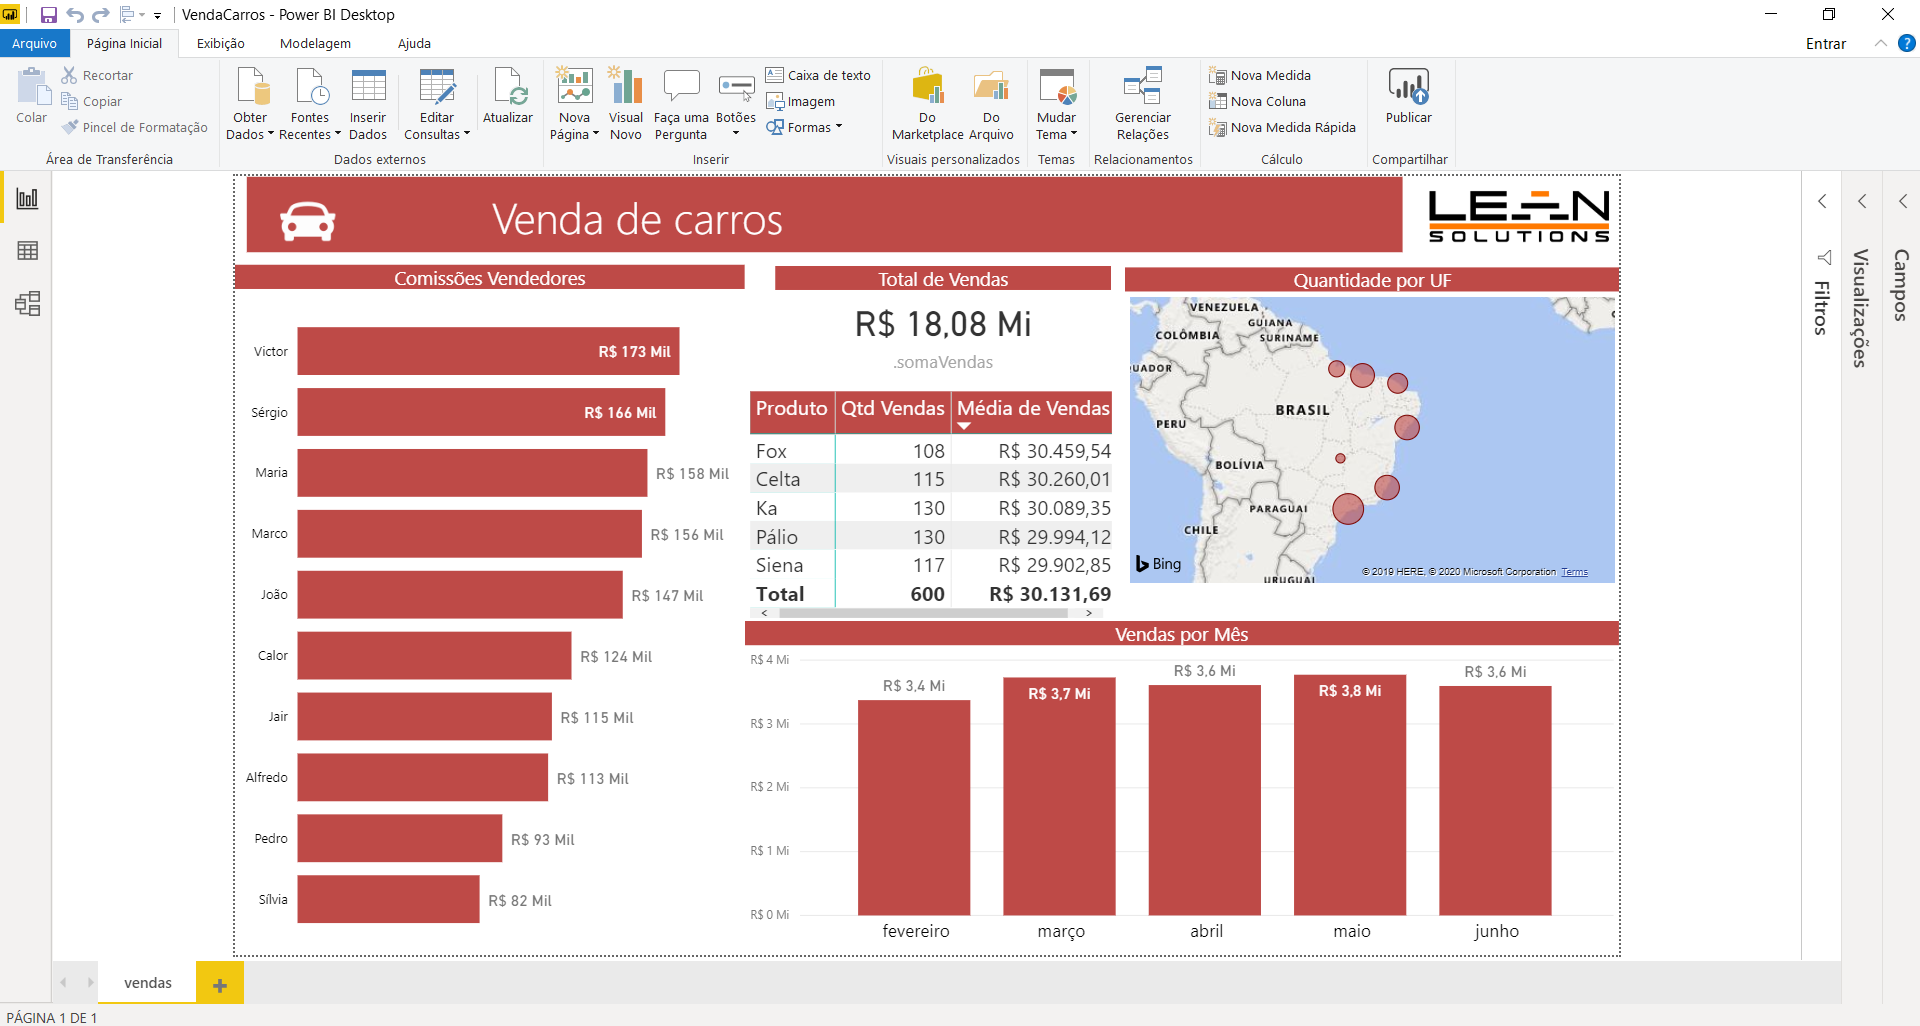 VendaCarros - Power BI Desktop
Arquivo
Página Inicial
Exibição
Modelagem
Ajuda
Entrar
?
Colar
Recortar
Copiar
Pincel de Formatação
Área de Transferência
Obter
Dados
Fontes
Recentes
Inserir
Dados
Editar
Consultas
Atualizar
Dados externos
Nova
Página
Visual
Novo
Faça uma
Pergunta
Botões
Caixa de texto
Imagem
Formas
Inserir
Do
Marketplace
Do
Arquivo
Visuais personalizados
Mudar
Tema
Temas
Gerenciar
Relações
Relacionamentos
Nova Medida
Nova Coluna
Nova Medida Rápida
Cálculo
Publicar
Compartilhar
Venda de carros
LEAN
SOLUTIONS
Comissões Vendedores
Victor R$ 173 Mil
Sérgio R$ 166 Mil
Maria R$ 158 Mil
Marco R$ 156 Mil
João R$ 147 Mil
Calor R$ 124 Mil
Jair R$ 115 Mil
Alfredo R$ 113 Mil
Pedro R$ 93 Mil
Sílvia R$ 82 Mil
Total de Vendas
R$ 18,08 Mi
.somaVendas
Produto Qtd Vendas Média de Vendas
Fox 108 R$ 30.459,54
Celta 115 R$ 30.260,01
Ka 130 R$ 30.089,35
Pálio 130 R$ 29.994,12
Siena 117 R$ 29.902,85
Total 600 R$ 30.131,69
Quantidade por UF
VENEZUELA
GUIANA
COLÔMBIA
SURINAME
UADOR
BRASIL
PERU
BOLÍVIA
PARAGUAI
CHILE
URUGUAI
Bing
© 2019 HERE, © 2020 Microsoft Corporation Terms
Vendas por Mês
R$ 4 Mi
R$ 3 Mi
R$ 2 Mi
R$ 1 Mi
R$ 0 Mi
R$ 3,4 Mi
R$ 3,7 Mi
R$ 3,6 Mi
R$ 3,8 Mi
R$ 3,6 Mi
fevereiro março abril maio junho
Filtros
Visualizações
Campos
vendas
PÁGINA 1 DE 1